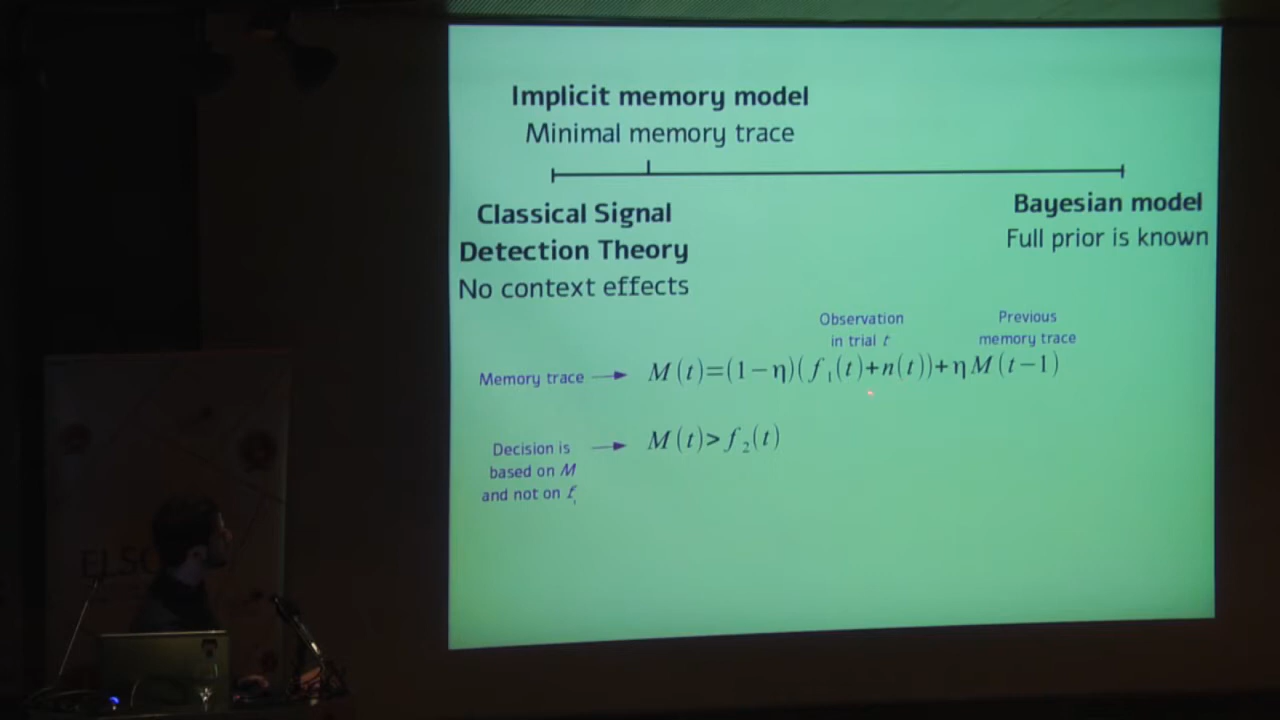 Implicit memory model
Minimal memory trace
Classical Signal
Detection Theory
No context effects
Bayesian model
Full prior is known
Observation
in trial t
Previous
memory trace
Memory trace → M(t)=(1−η)(f₁(t)+n(t))+ηM(t−1)
Decision is
based on M
and not on f₁
→ M(t)>f₂(t)
ELSC